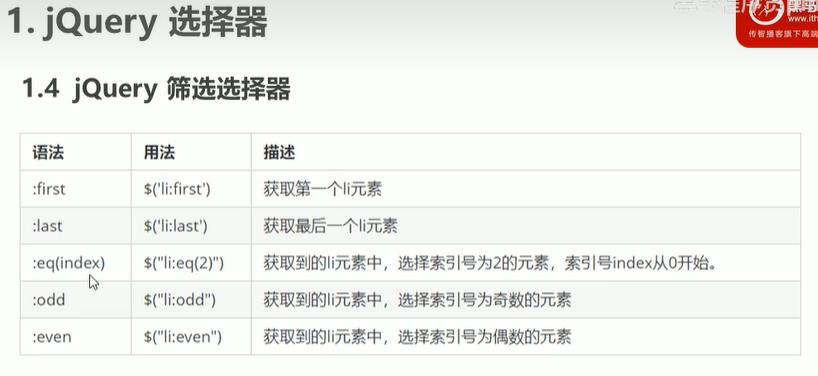 1. jQuery 选择器
www.ith
传智播客旗下高端
1.4 jQuery 筛选选择器
语法 用法 描述
:first $('li:first') 获取第一个li元素
:last $('li:last') 获取最后一个li元素
:eq(index) $("li:eq(2)") 获取到的li元素中，选择索引号为2的元素，索引号index从0开始。
:odd $("li:odd") 获取到的li元素中，选择索引号为奇数的元素
:even $("li:even") 获取到的li元素中，选择索引号为偶数的元素